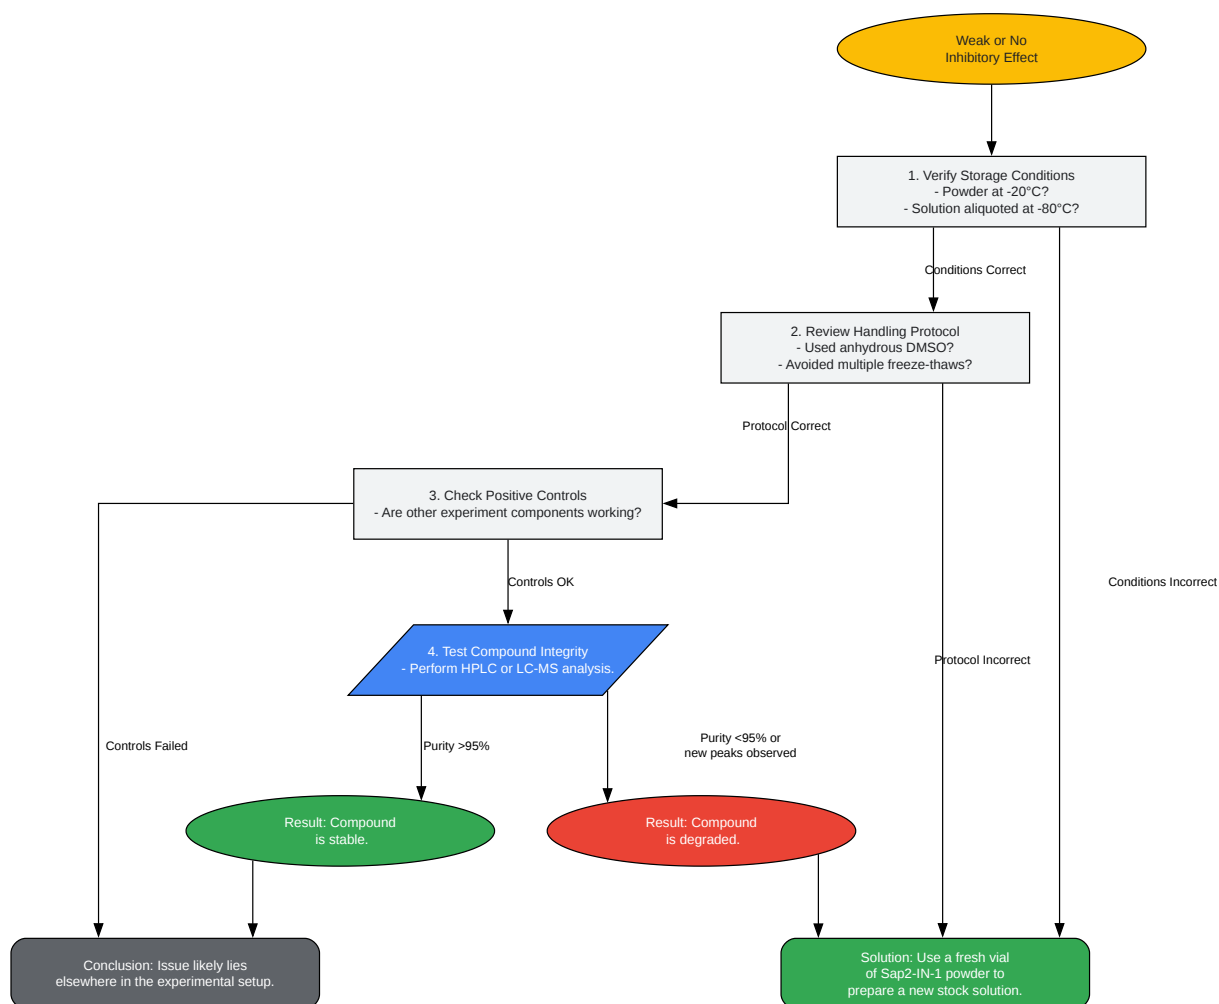 Weak or No
Inhibitory Effect
1. Verify Storage Conditions
- Powder at -20°C?
- Solution aliquoted at -80°C?
Conditions Correct
2. Review Handling Protocol
- Used anhydrous DMSO?
- Avoided multiple freeze-thaws?
Protocol Correct
3. Check Positive Controls
- Are other experiment components working?
Controls OK
Conditions Incorrect
4. Test Compound Integrity
- Perform HPLC or LC-MS analysis.
Protocol Incorrect
Controls Failed
Purity >95%
Purity <95% or
new peaks observed
Result: Compound
is stable.
Result: Compound
is degraded.
Conclusion: Issue likely lies
elsewhere in the experimental setup.
Solution: Use a fresh vial
of Sap2-IN-1 powder to
prepare a new stock solution.